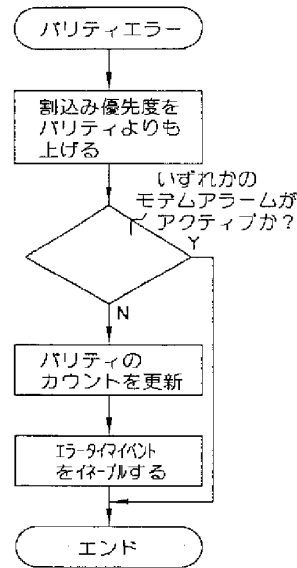 パリティエラー
割込み優先度を
パリティよりも
上げる
いずれかの
モデムアラームが
アクティブか？
Y
N
パリティの
カウントを更新
エラータイマイベント
をイネーブルする
エンド